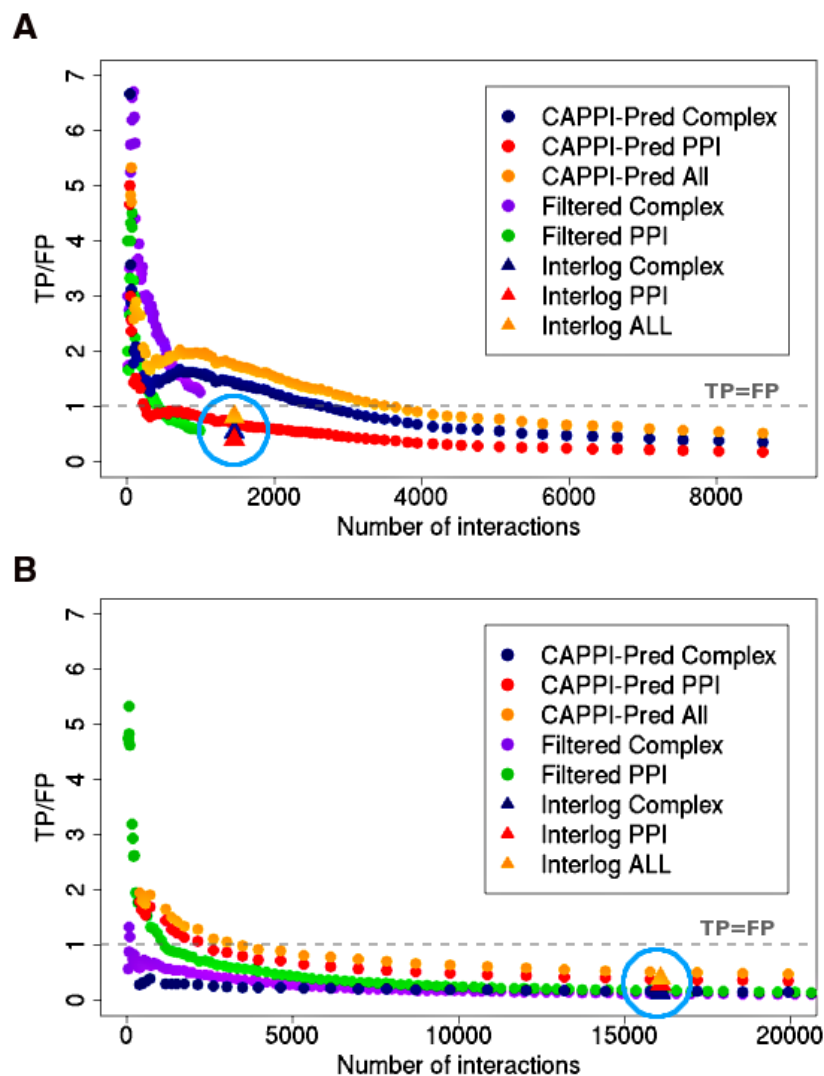 A
7
6
5
4
3
2
1
0
TP/FP
CAPPI-Pred Complex
CAPPI-Pred PPI
CAPPI-Pred All
Filtered Complex
Filtered PPI
Interlog Complex
Interlog PPI
Interlog ALL
TP=FP
0 2000 4000 6000 8000
Number of interactions
B
7
6
5
4
3
2
1
0
TP/FP
CAPPI-Pred Complex
CAPPI-Pred PPI
CAPPI-Pred All
Filtered Complex
Filtered PPI
Interlog Complex
Interlog PPI
Interlog ALL
TP=FP
0 5000 10000 15000 20000
Number of interactions